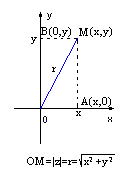 y
B(0,y) M(x,y)
y
r
A(x,0)
0 x x
OM=|z|=r=√x²+y²